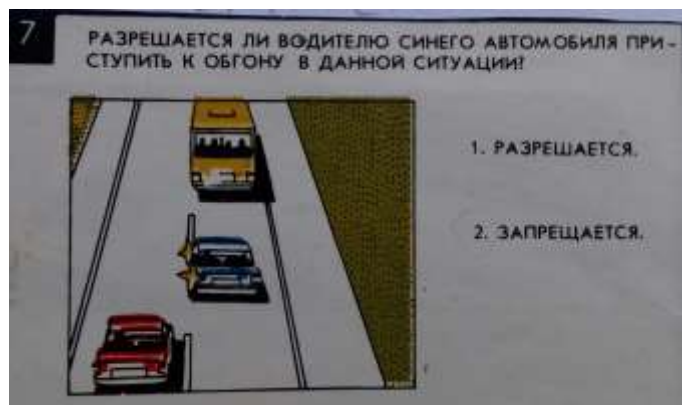 7
РАЗРЕШАЕТСЯ ЛИ ВОДИТЕЛЮ СИНЕГО АВТОМОБИЛЯ ПРИ-
СТУПИТЬ К ОБГОНУ В ДАННОЙ СИТУАЦИИ?
1. РАЗРЕШАЕТСЯ.
2. ЗАПРЕЩАЕТСЯ.